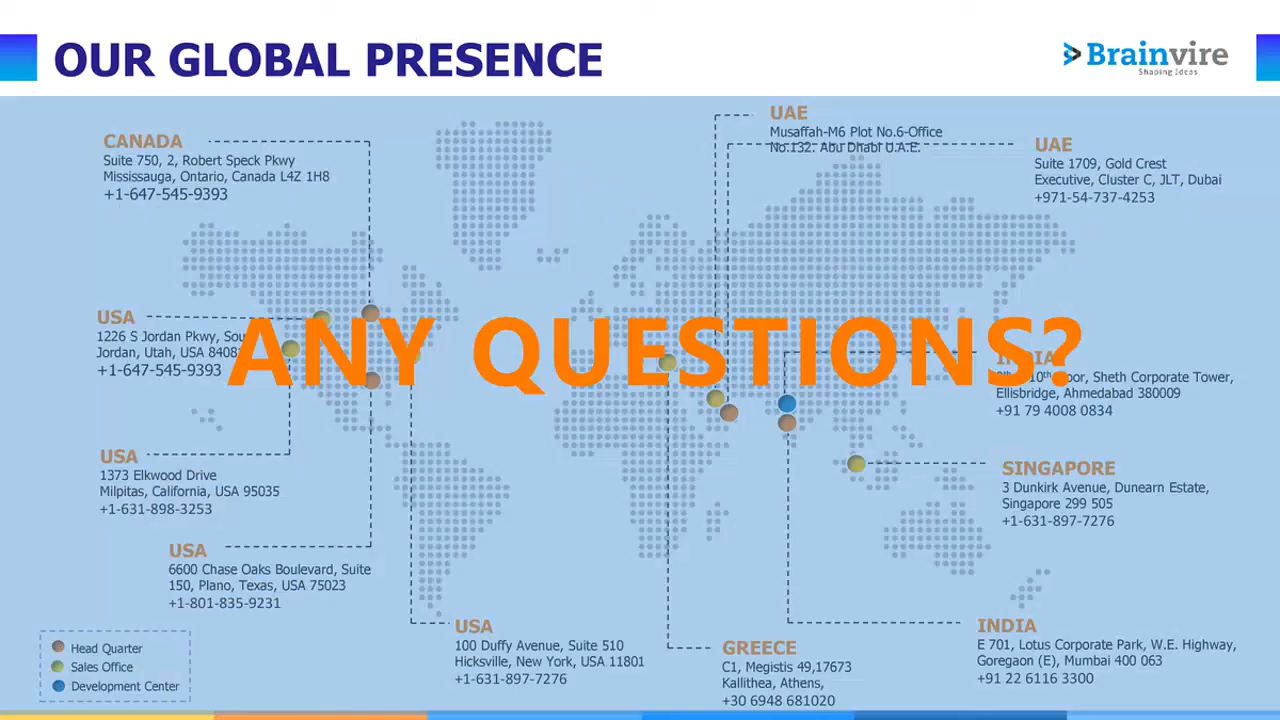 OUR GLOBAL PRESENCE
Brainvire
Shaping Ideas
CANADA
Suite 750, 2, Robert Speck Pkwy
Mississauga, Ontario, Canada L4Z 1H8
+1-647-545-9393
UAE
Musaffah-M6 Plot No.6-Office
No.132. Abu Dhabi U.A.E.
UAE
Suite 1709, Gold Crest
Executive, Cluster C, JLT, Dubai
+971-54-737-4253
USA
1226 S Jordan Pkwy,
Jordan, Utah, USA
+1-647-545-9393
ANY QUESTIONS?
INDIA
10th Floor, Sheth Corporate Tower,
Ellisbridge, Ahmedabad 380009
+91 79 4008 0834
USA
1373 Elkwood Drive
Milpitas, California, USA 95035
+1-631-898-3253
SINGAPORE
3 Dunkirk Avenue, Dunearn Estate,
Singapore 299 505
+1-631-897-7276
USA
6600 Chase Oaks Boulevard, Suite
150, Plano, Texas, USA 75023
+1-801-835-9231
USA
100 Duffy Avenue, Suite 510
Hicksville, New York, USA 11801
+1-631-897-7276
GREECE
C1, Megistis 49,17673
Kallithea, Athens,
+30 6948 681020
INDIA
E 701, Lotus Corporate Park, W.E. Highway,
Goregaon (E), Mumbai 400 063
+91 22 6116 3300
Head Quarter
Sales Office
Development Center